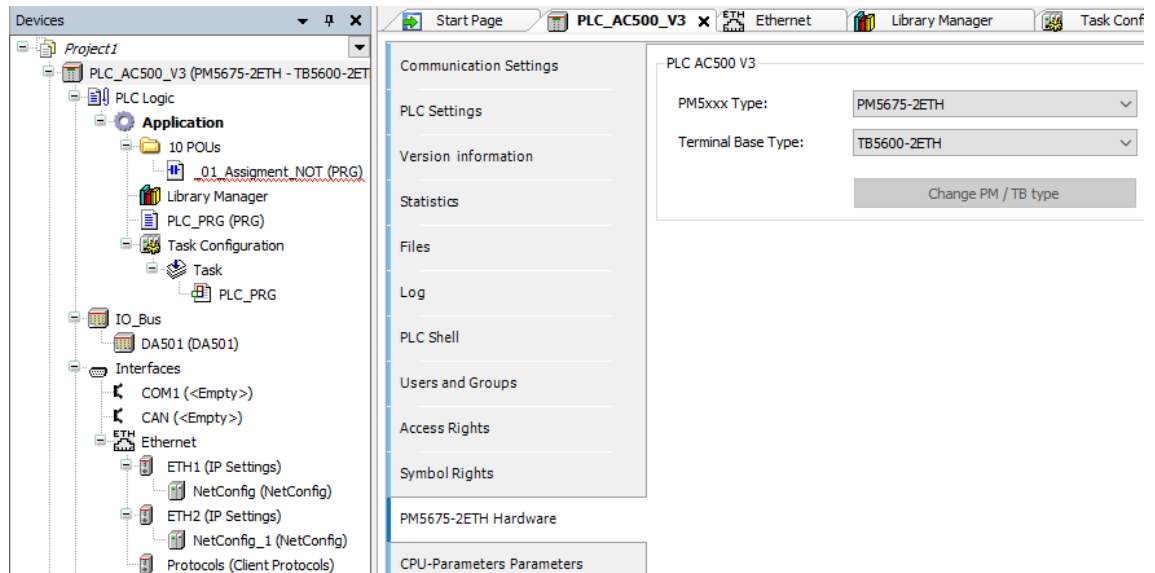 Devices
Project1
PLC_AC500_V3 (PM5675-2ETH - TB5600-2ET
PLC Logic
Application
10 POUs
_01_Assigment_NOT (PRG)
Library Manager
PLC_PRG (PRG)
Task Configuration
Task
PLC_PRG
IO_Bus
DA501 (DA501)
Interfaces
COM1 (<Empty>)
CAN (<Empty>)
ETH Ethernet
ETH1 (IP Settings)
NetConfig (NetConfig)
ETH2 (IP Settings)
NetConfig_1 (NetConfig)
Protocols (Client Protocols)
Start Page PLC_AC500_V3 ETH Ethernet Library Manager Task Conf
Communication Settings
PLC Settings
Version information
Statistics
Files
Log
PLC Shell
Users and Groups
Access Rights
Symbol Rights
PM5675-2ETH Hardware
CPU-Parameters Parameters
PLC AC500 V3
PM5xxx Type: PM5675-2ETH
Terminal Base Type: TB5600-2ETH
Change PM / TB type